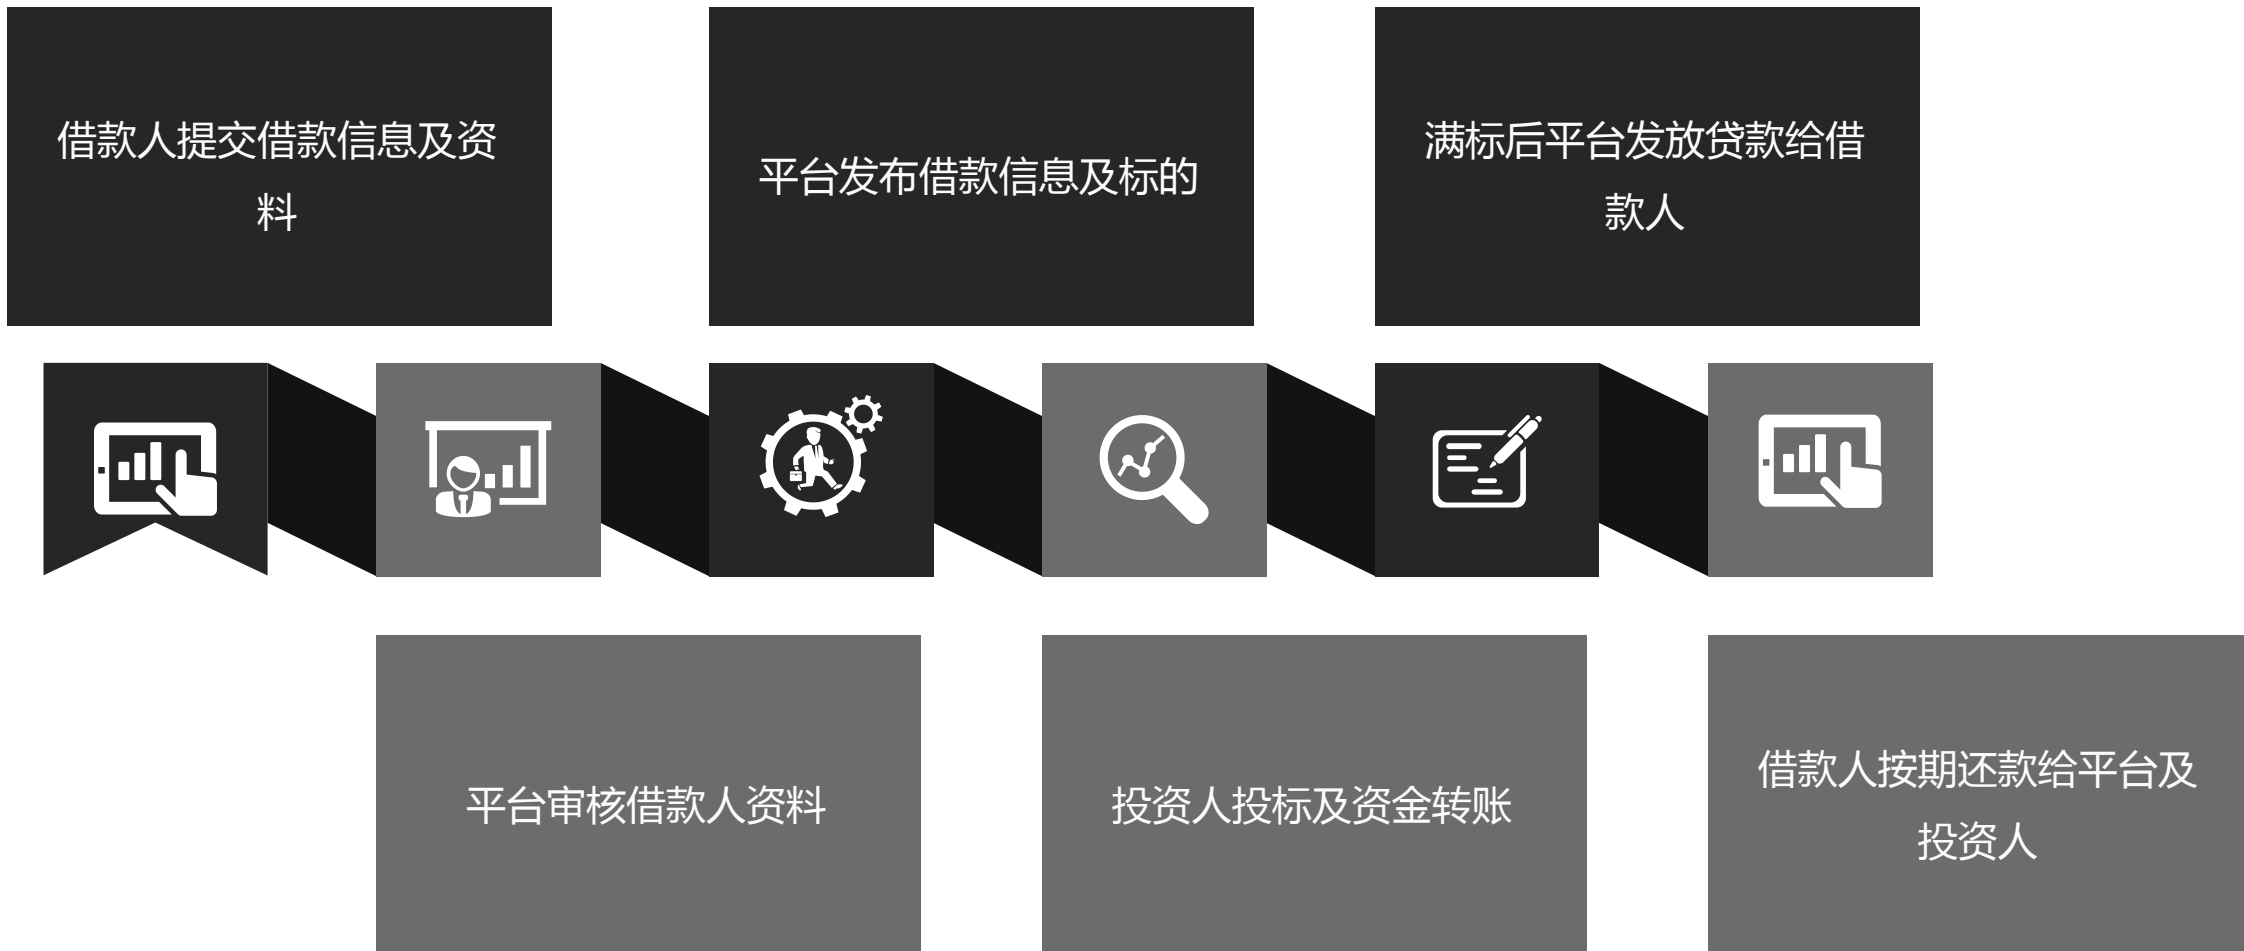 借款人提交借款信息及资
料
平台发布借款信息及标的
满标后平台发放贷款给借
款人
平台审核借款人资料
投资人投标及资金转账
借款人按期还款给平台及
投资人